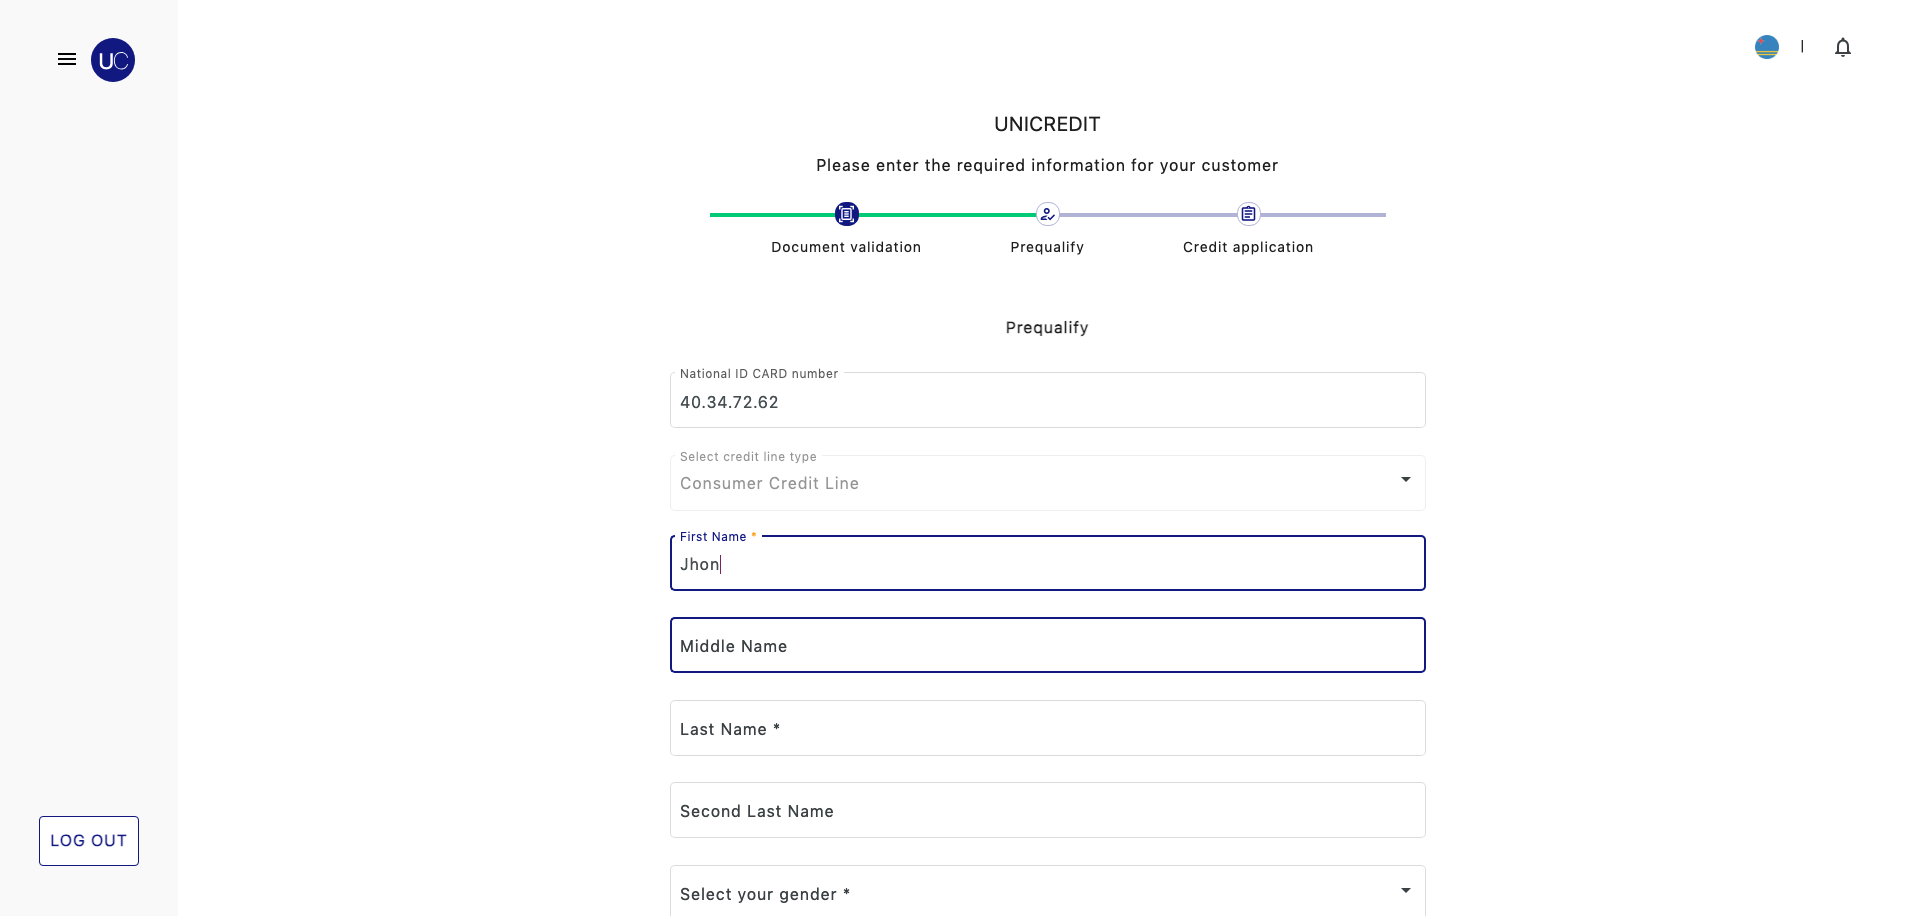 UC
UNICREDIT
Please enter the required information for your customer
Document validation
Prequalify
Credit application
Prequalify
National ID CARD number
40.34.72.62
Select credit line type
Consumer Credit Line
First Name *
Jhon
Middle Name
Last Name *
Second Last Name
Select your gender *
LOG OUT